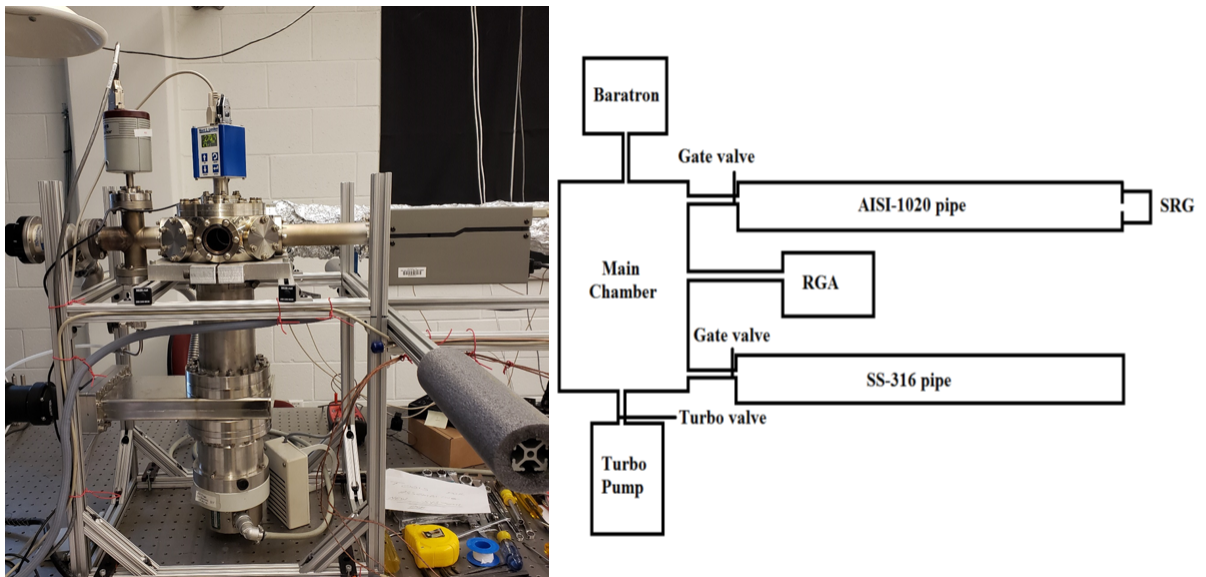 Baratron
Gate valve
AISI-1020 pipe
SRG
Main
Chamber
RGA
Gate valve
SS-316 pipe
Turbo valve
Turbo
Pump